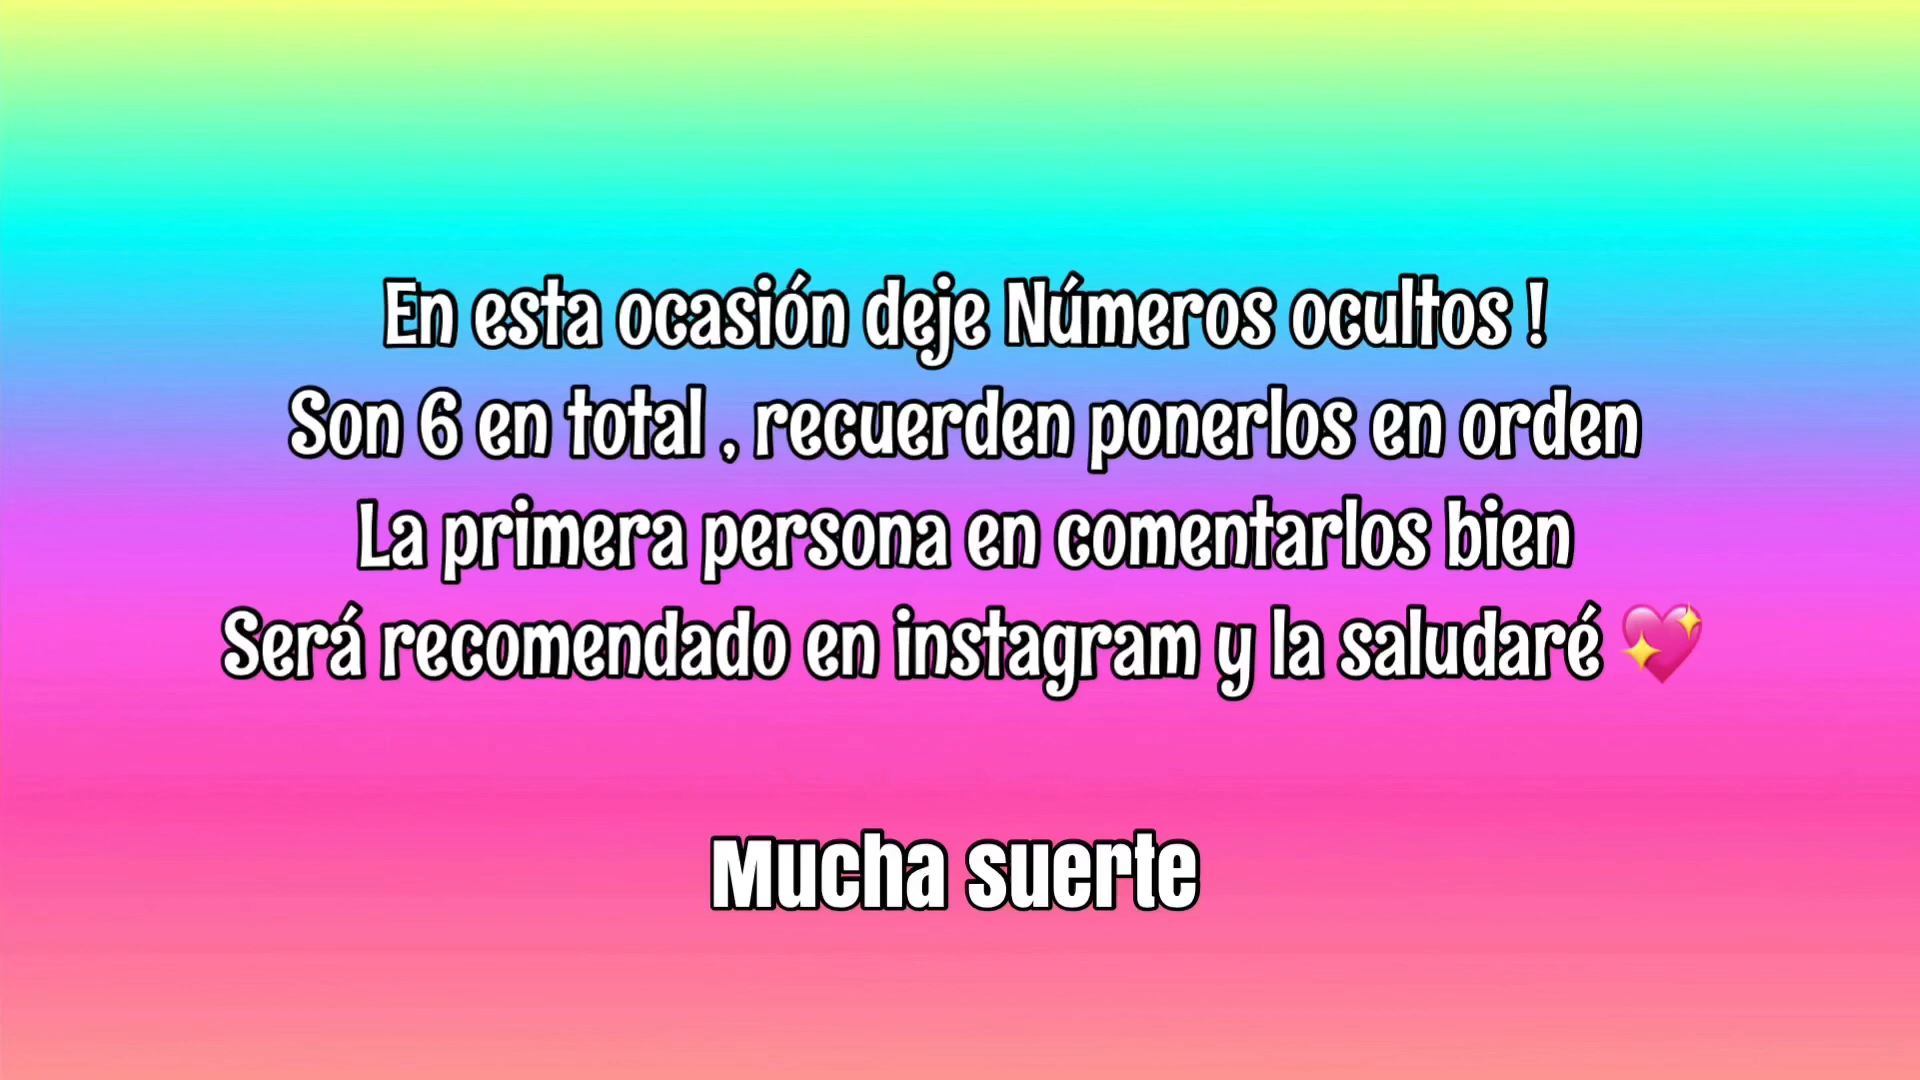 En esta ocasión deje Números ocultos !
Son 6 en total , recuerden ponerlos en orden
La primera persona en comentarlos bien
Será recomendado en instagram y la saludaré 💖
Mucha suerte